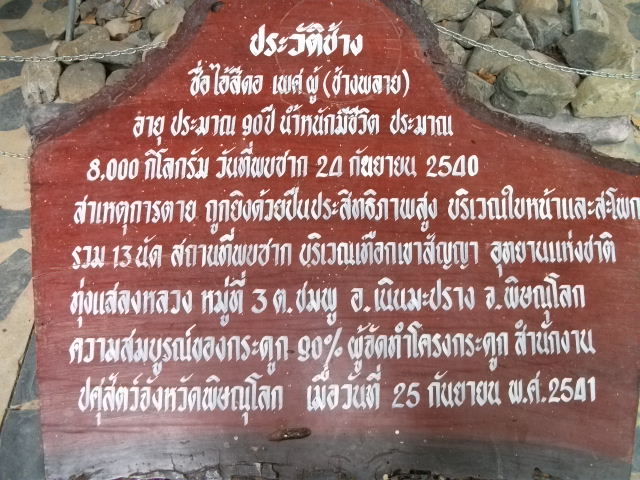 ประวัติช้าง
ชื่อไอ้สีดอ เพศ ผู้ (ช้างพลาย)
อายุ ประมาณ ๑๐ปี น้ำหนักมีชีวิต ประมาณ
8,000 กิโลกรัม วันที่พบซาก 24 กันยายน 2540
สาเหตุการตาย ถูกยิงด้วยปืนประสิทธิภาพสูง บริเวณใบหน้าและสะโพก
รวม 13 นัด สถานที่พบซาก บริเวณเทือกเขาสัญญา อุทยานแห่งชาติ
ทุ่งแสลงหลวง หมู่ที่ 3 ต.ชมพู อ.เนินมะปราง จ.พิษณุโลก
ความสมบูรณ์ของกระดูก 90% ผู้จัดทำโครงกระดูก สำนักงาน
ปศุสัตว์จังหวัดพิษณุโลก เมื่อวันที่ 25 กันยายน พ.ศ.2541